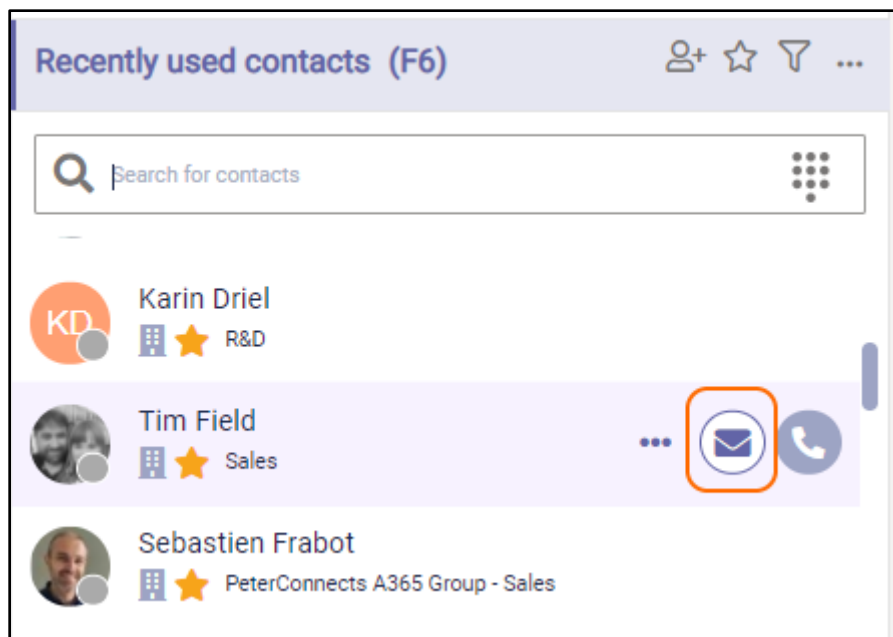 Recently used contacts (F6)
Search for contacts
KD
Karin Driel
R&D
Tim Field
Sales
Sebastien Frabot
PeterConnects A365 Group - Sales